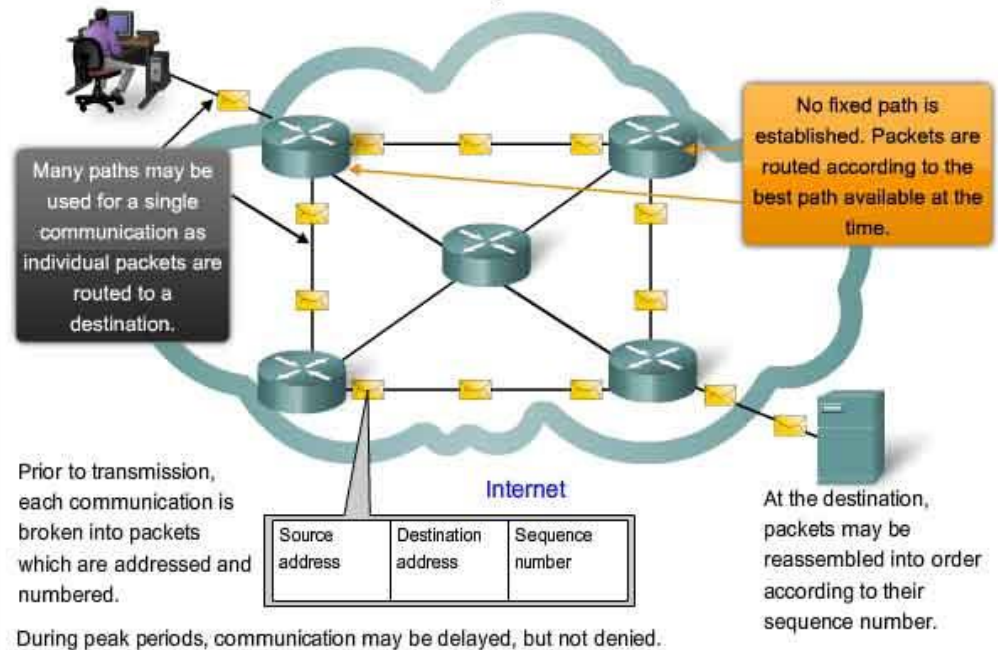 Many paths may be
used for a single
communication as
individual packets are
routed to a
destination.
No fixed path is
established. Packets are
routed according to the
best path available at the
time.
Prior to transmission,
each communication is
broken into packets
which are addressed and
numbered.
Internet
Source
address
Destination
address
Sequence
number
At the destination,
packets may be
reassembled into order
according to their
sequence number.
During peak periods, communication may be delayed, but not denied.